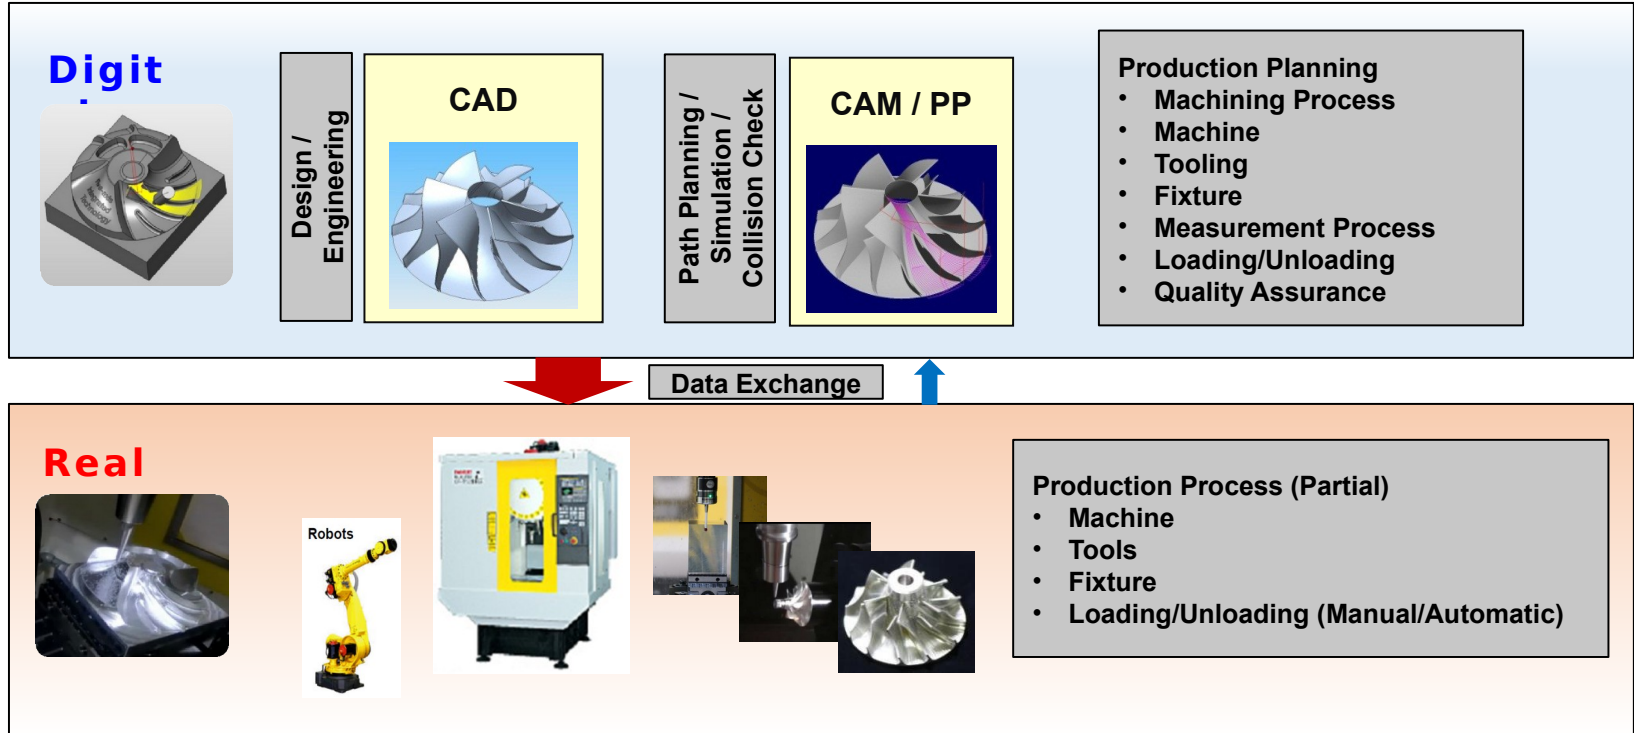 Digit
Design /
Engineering
CAD
Path Planning /
Simulation /
Collision Check
CAM / PP
Production Planning
• Machining Process
• Machine
• Tooling
• Fixture
• Measurement Process
• Loading/Unloading
• Quality Assurance
Data Exchange
Real
Robots
Production Process (Partial)
• Machine
• Tools
• Fixture
• Loading/Unloading (Manual/Automatic)